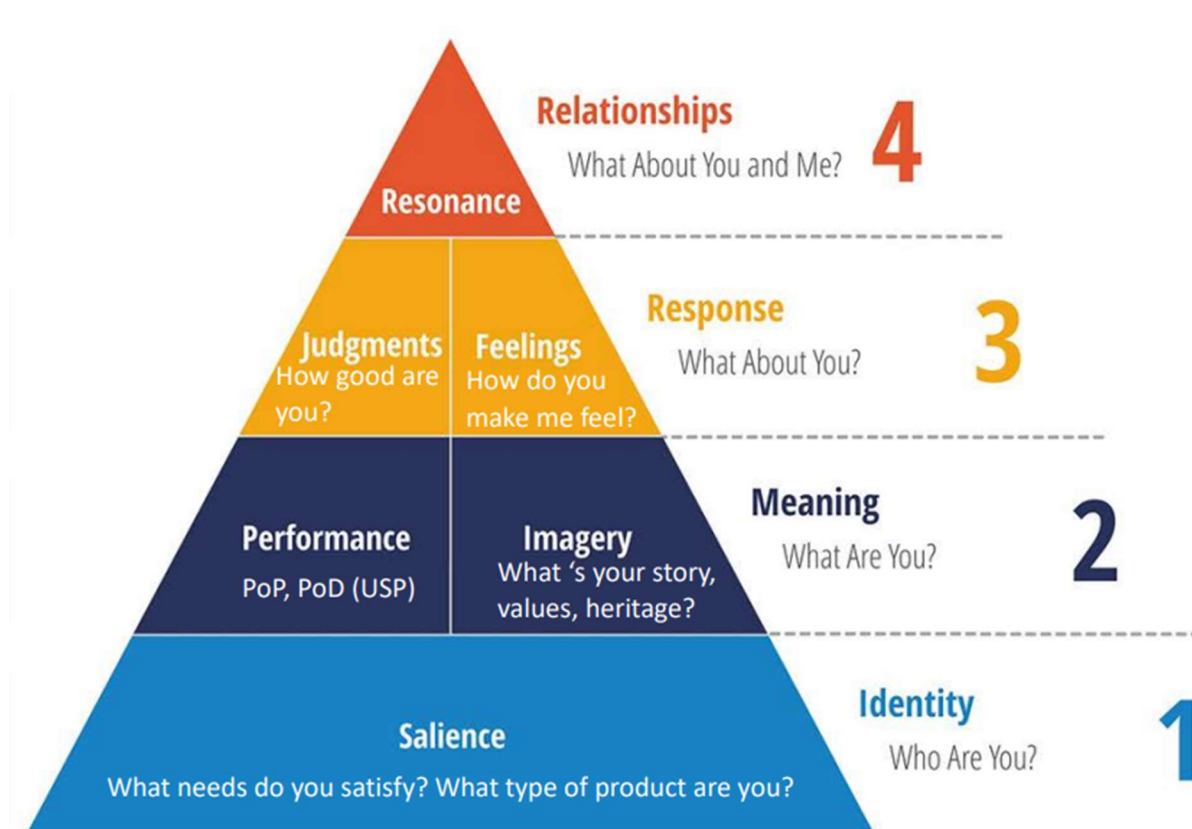 Relationships
What About You and Me?
4
Resonance
Response
What About You?
3
Judgments
How good are
you?
Feelings
How do you
make me feel?
Meaning
What Are You?
2
Performance
PoP, PoD (USP)
Imagery
What ‘s your story,
values, heritage?
Identity
Who Are You?
1
Salience
What needs do you satisfy? What type of product are you?